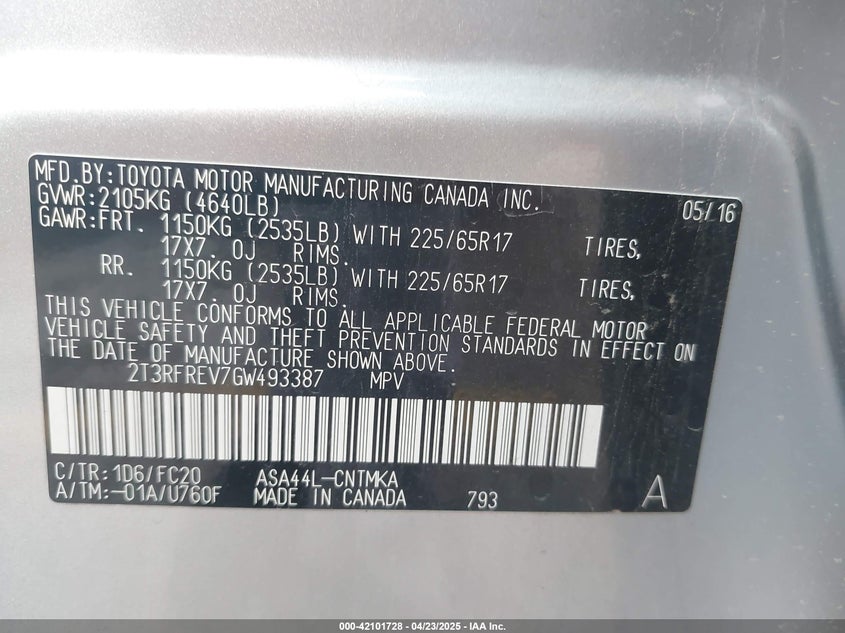 MFD.BY:TOYOTA MOTOR MANUFACTURING CANADA INC. 05/16
GVWR:2105KG (4640LB)
GAWR:FRT. 1150KG (2535LB) WITH 225/65R17 TIRES,
17X7.0J RIMS.
RR. 1150KG (2535LB) WITH 225/65R17 TIRES,
17X7.0J RIMS.
THIS VEHICLE CONFORMS TO ALL APPLICABLE FEDERAL MOTOR
VEHICLE SAFETY AND THEFT PREVENTION STANDARDS IN EFFECT ON
THE DATE OF MANUFACTURE SHOWN ABOVE.
2T3RFREV7GW493387 MPV
C/TR:1D6/FC20 ASA44L-CNTMKA
A/TM:-01A/U760F MADE IN CANADA 793 A
000-42101728 - 04/23/2025 - IAA Inc.